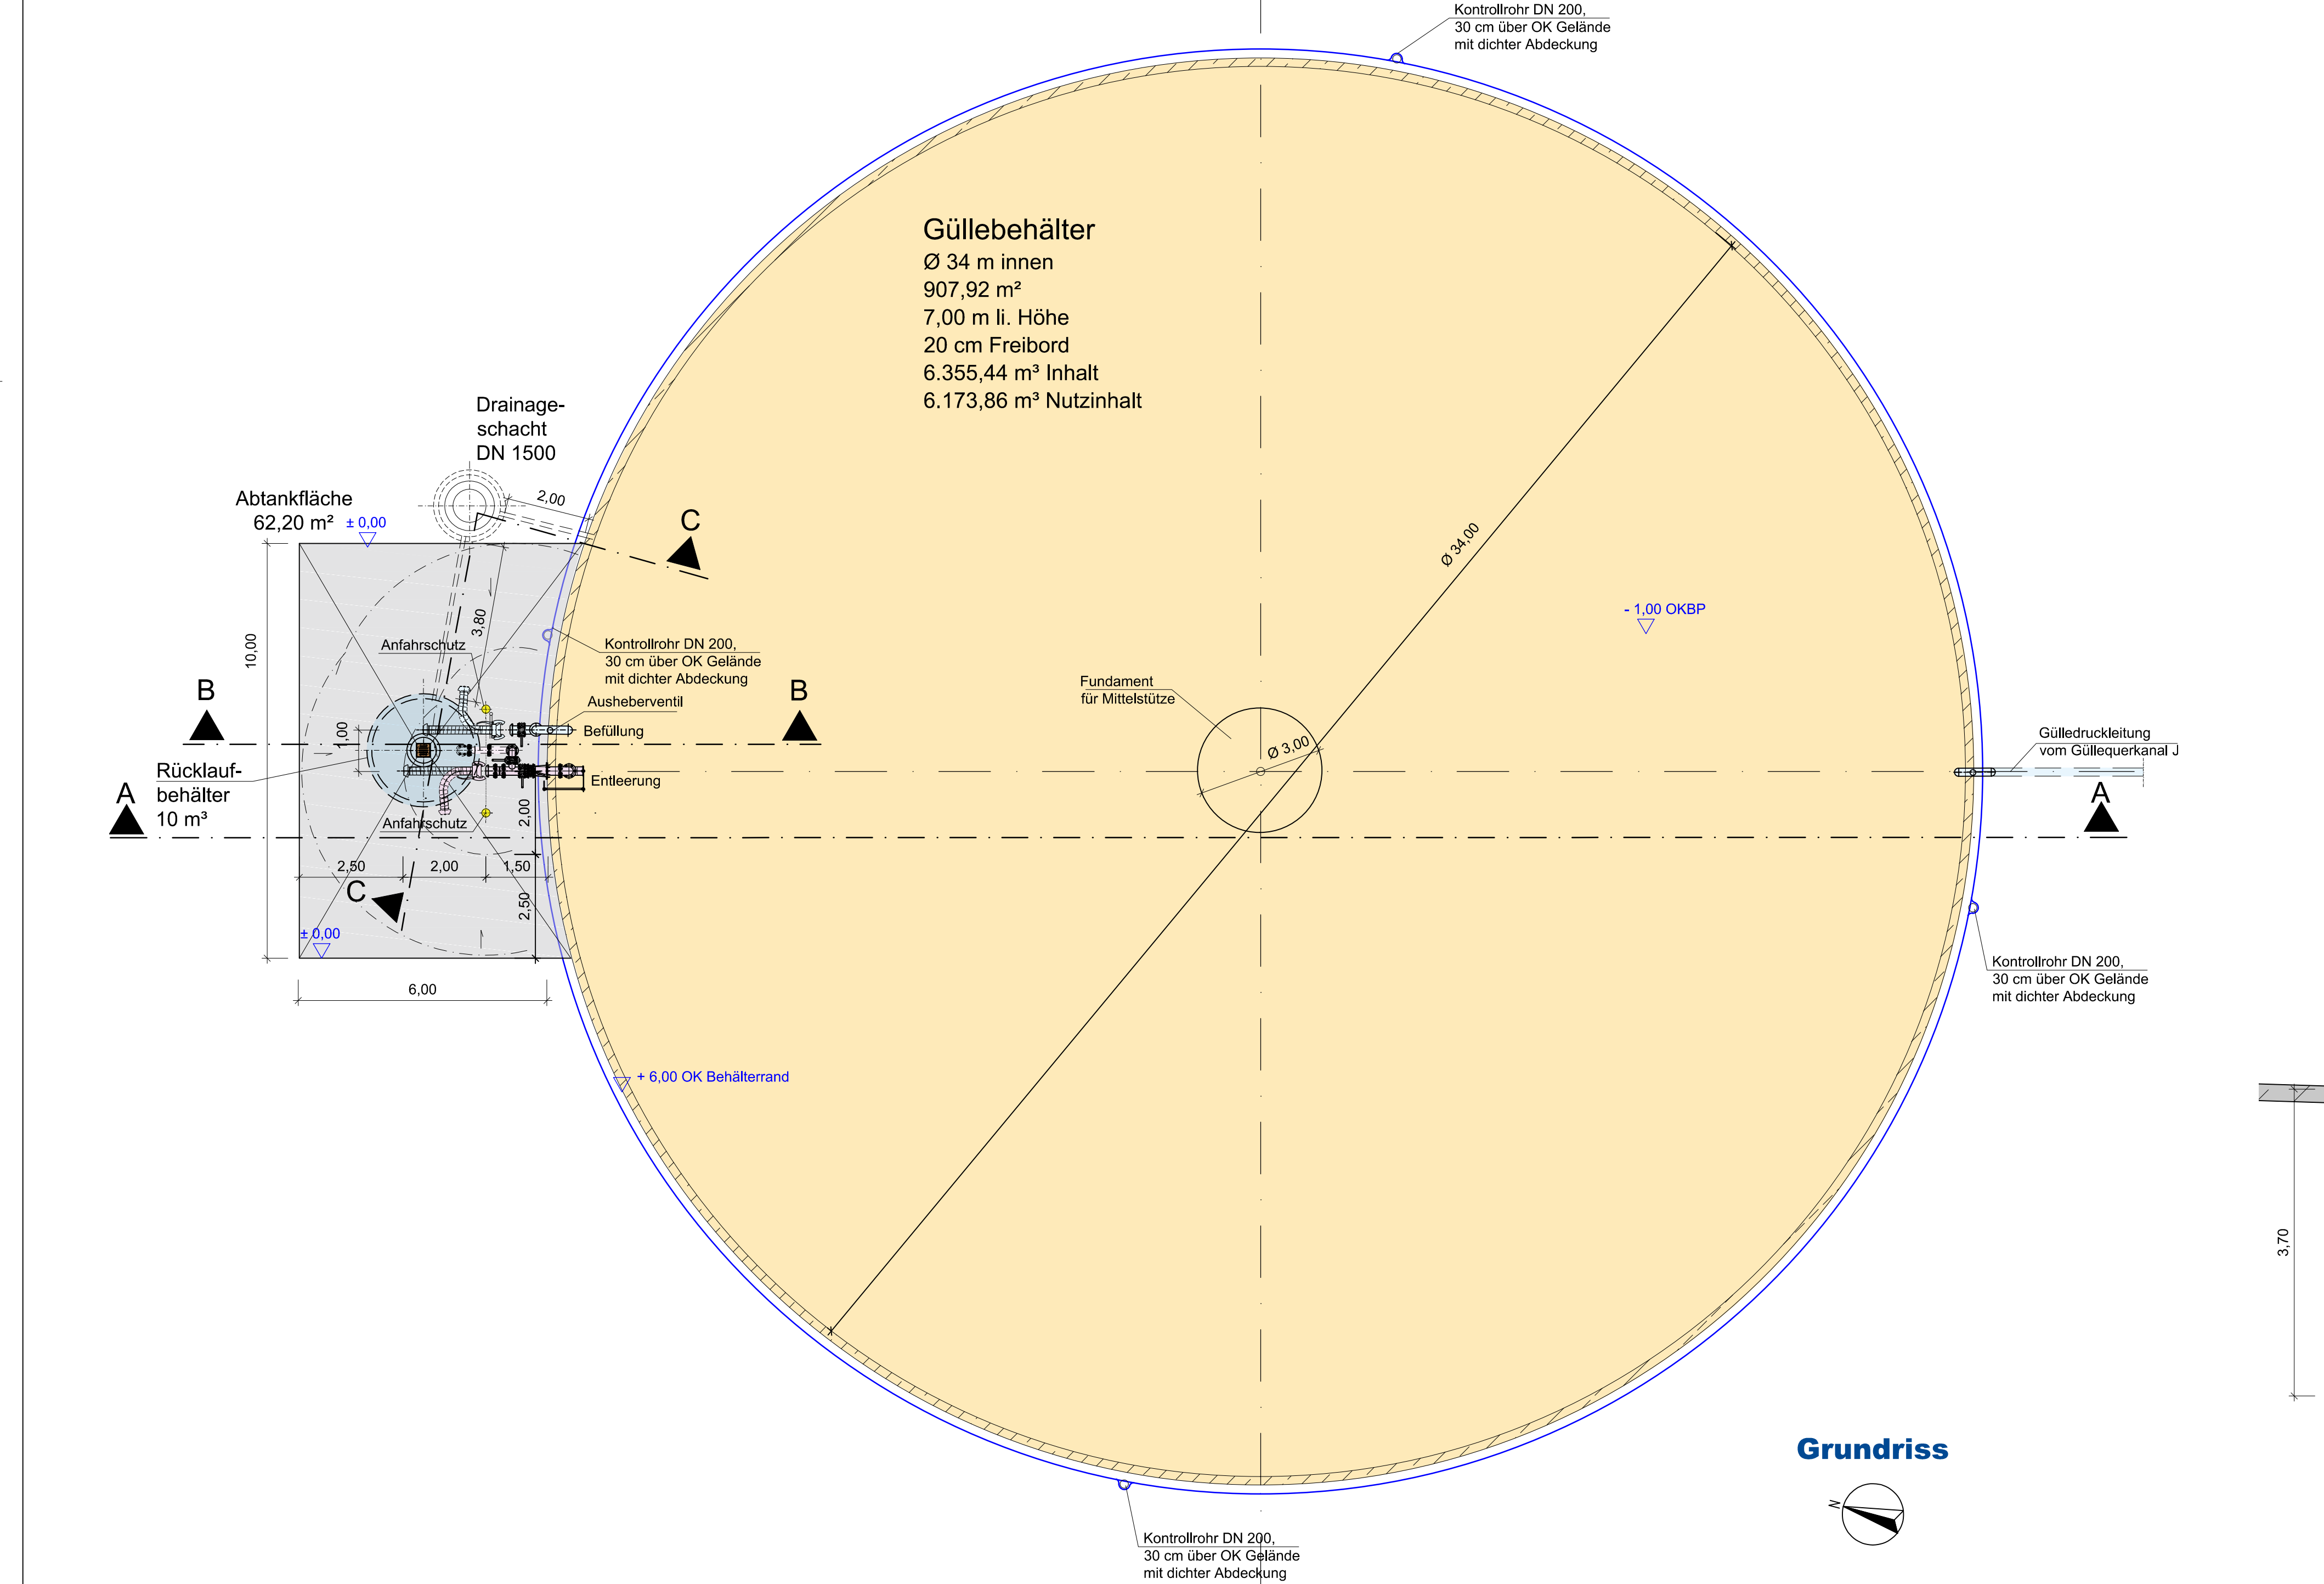 Kontrollrohr DN 200,
30 cm über OK Gelände
mit dichter Abdeckung
Güllebehälter
Ø 34 m innen
907,92 m²
7,00 m li. Höhe
20 cm Freibord
6.355,44 m³ Inhalt
6.173,86 m³ Nutzinhalt
Drainage-
schacht
DN 1500
2,00
Abtankfläche
62,20 m²
± 0,00
C
Ø 34,00
10,00
3,80
Anfahrschutz
Kontrollrohr DN 200,
30 cm über OK Gelände
mit dichter Abdeckung
- 1,00 OKBP
B
B
Ausheberventil
Befüllung
Fundament
für Mittelstütze
Ø 3,00
1,00
Gülledruckleitung
vom Güllequerkanal J
Rücklauf-
behälter
10 m³
Entleerung
A
A
Anfahrschutz
2,00
2,50
2,00
1,50
C
2,50
± 0,00
6,00
Kontrollrohr DN 200,
30 cm über OK Gelände
mit dichter Abdeckung
+ 6,00 OK Behälterrand
3,70
Grundriss
N
Kontrollrohr DN 200,
30 cm über OK Gelände
mit dichter Abdeckung